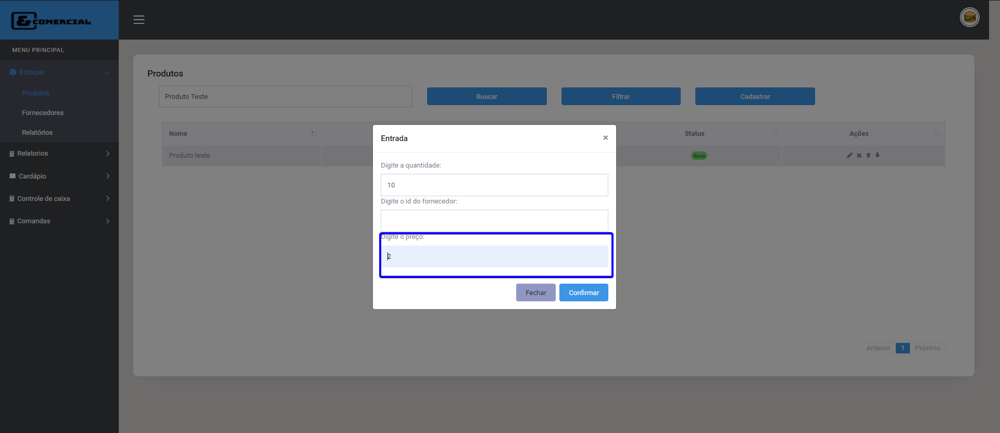 & COMERCIAL
MENU PRINCIPAL
Estoque
Produtos
Fornecedores
Relatórios
Relatorios
Cardápio
Controle de caixa
Comandas
Produtos
Produto Teste
Buscar
Filtrar
Cadastrar
Nome
Status
Ações
Produto teste
Ativo
Entrada
×
Digite a quantidade:
10
Digite o id do fornecedor:
Digite o preço:
2
Fechar
Confirmar
Anterior
1
Próximo